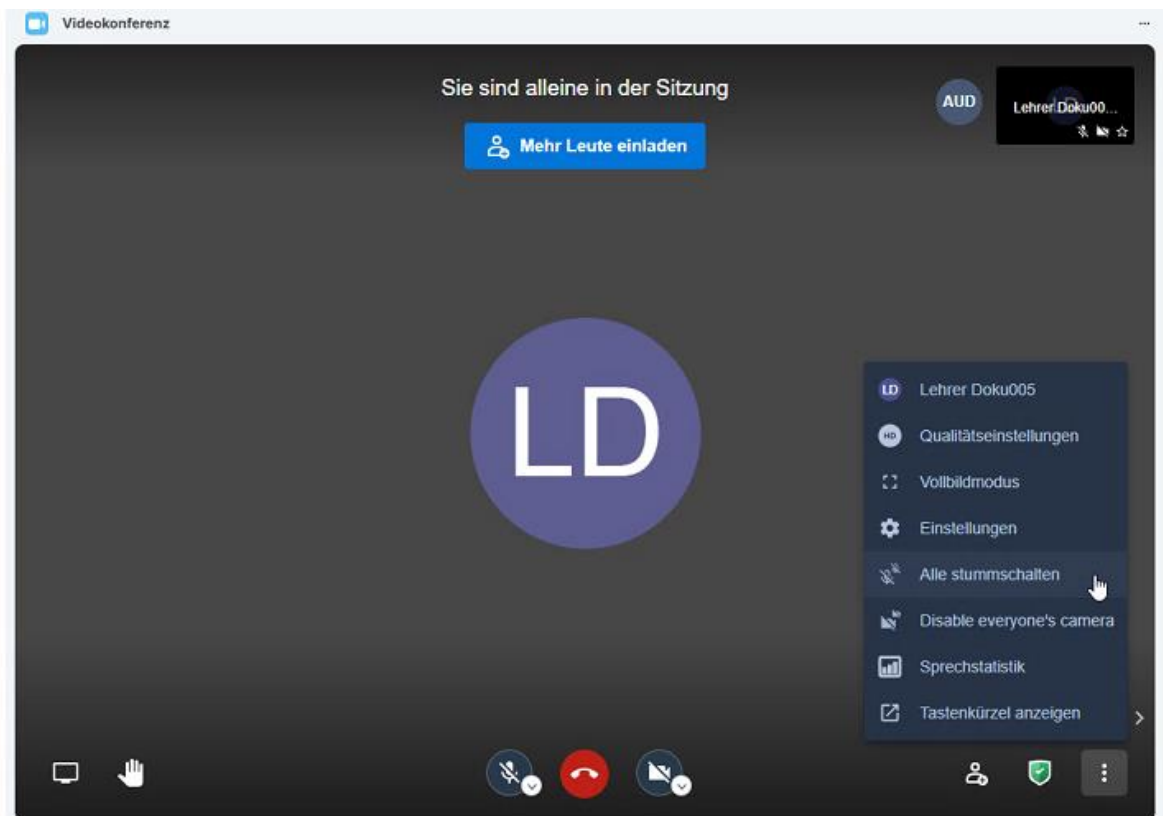 Videokonferenz
Sie sind alleine in der Sitzung
Mehr Leute einladen
AUD
Lehrer Doku00...
LD
LD Lehrer Doku005
HD Qualitätseinstellungen
Vollbildmodus
Einstellungen
Alle stummschalten
Disable everyone's camera
Sprechstatistik
Tastenkürzel anzeigen